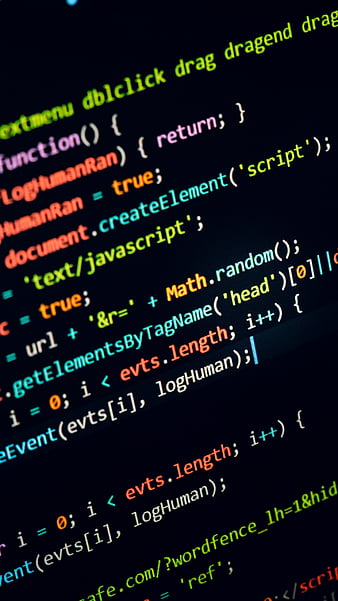 extmenu dblclick drag dragend drag
function() {
logHumanRan) { return; }
HumanRan = true;
document.createElement('script');
= 'text/javascript';
c = true;
= url + '&r=' + Math.random();
.getElementsByTagName('head')[0]||
i = 0; i < evts.length; i++) {
eEvent(evts[i], logHuman);
r i = 0; i < evts.length; i++) {
vent(evts[i], logHuman);
afe.com/?wordfence_lh=1&hid
= 'ref';
</scrip